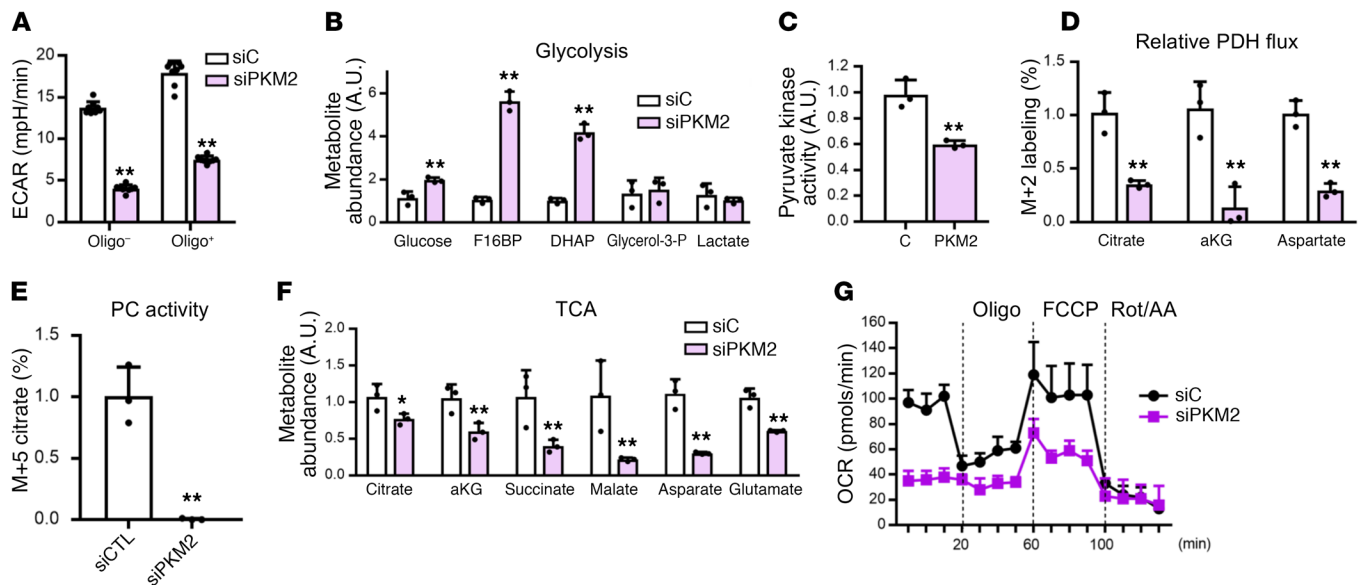 A
ECAR (mpH/min)
20
15
10
5
0
siC
siPKM2
Oligo⁻
Oligo⁺
**
**
B
Glycolysis
Metabolite
abundance (A.U.)
6
4
2
0
siC
siPKM2
**
**
**
Glucose
F16BP
DHAP
Glycerol-3-P
Lactate
C
Pyruvate kinase
activity (A.U.)
1.2
1.0
0.8
0.6
0.4
0.2
0.0
**
C
PKM2
D
Relative PDH flux
M+2 labeling (%)
1.5
1.0
0.5
0.0
**
**
**
Citrate
aKG
Aspartate
E
PC activity
M+5 citrate (%)
1.5
1.0
0.5
0.0
**
siCTL
siPKM2
F
TCA
Metabolite
abundance (A.U.)
2.0
1.5
1.0
0.5
0.0
siC
siPKM2
*
**
**
**
**
**
Citrate
aKG
Succinate
Malate
Asparate
Glutamate
G
Oligo
FCCP
Rot/AA
OCR (pmols/min)
160
140
120
100
80
60
40
20
0
siC
siPKM2
20
60
100
(min)